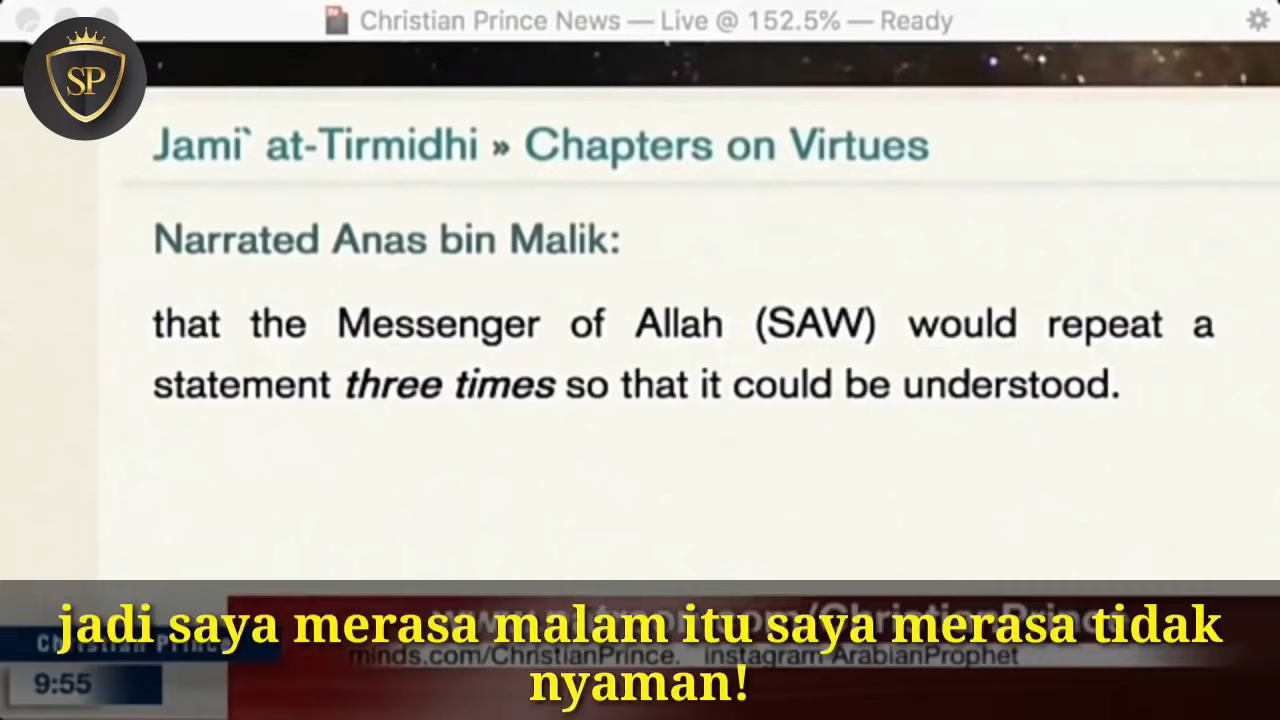 Christian Prince News — Live @ 152.5% — Ready
SP
Jami` at-Tirmidhi » Chapters on Virtues
Narrated Anas bin Malik:
that the Messenger of Allah (SAW) would repeat a
statement three times so that it could be understood.
jadi saya merasa malam itu saya merasa tidak
nyaman!
Christian Prince
minds.com/ChristianPrince. instagram ArabianProphet
9:55